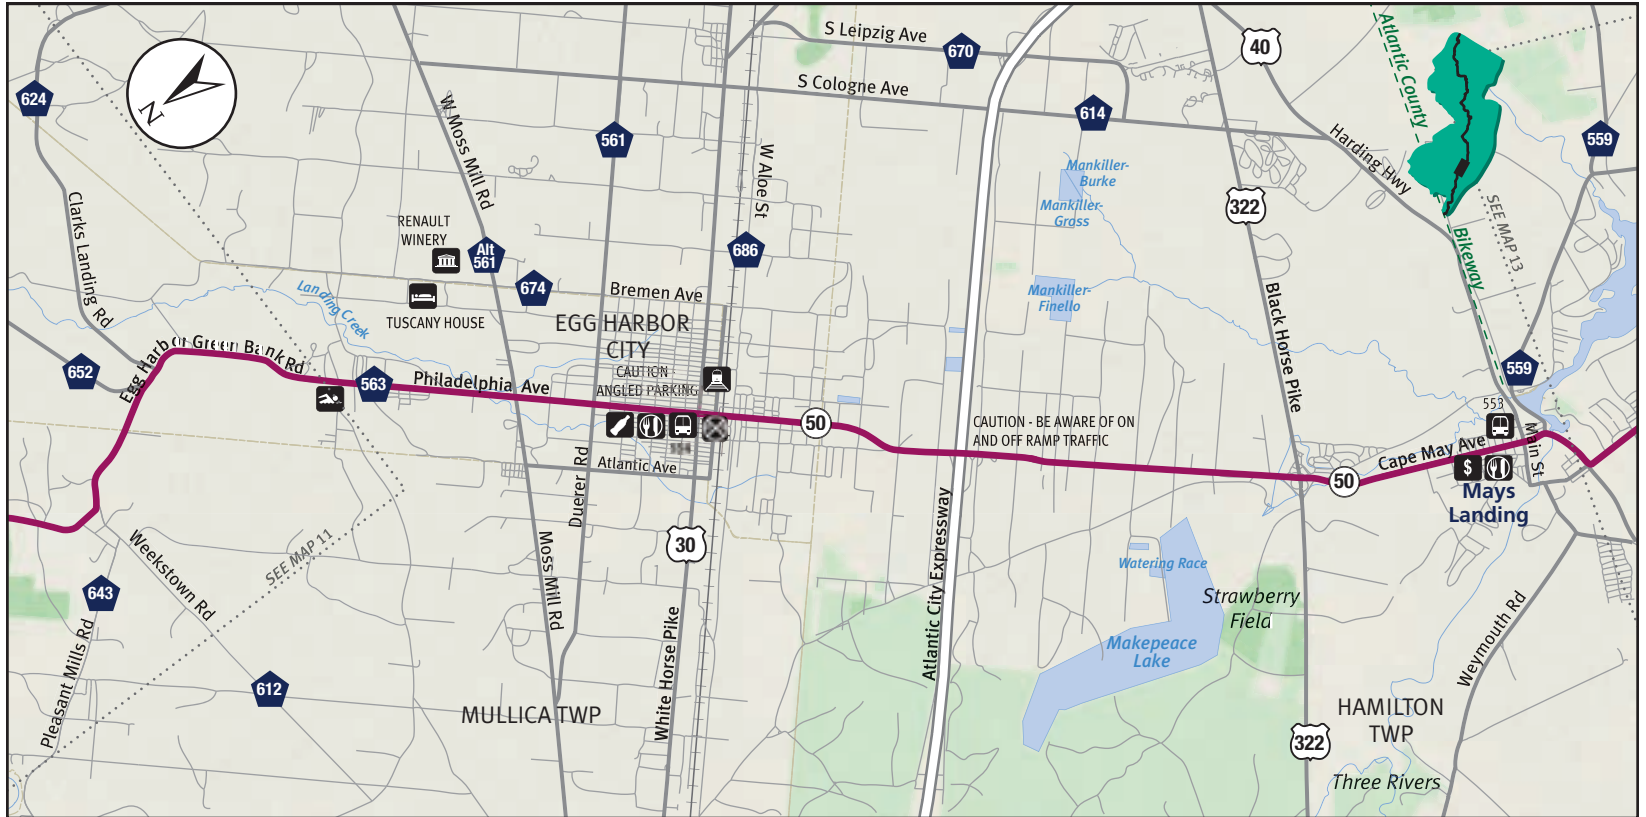 S Leipzig Ave
670
40
Atlantic County
624
S Cologne Ave
614
559
W Moss Mill Rd
561
W Aloe St
Harding Hwy
N
Mankiller-
Burke
Mankiller-
Grass
322
SEE MAP 13
Clarks Landing Rd
RENAULT
WINERY
Alt
561
686
Bikeway
Landing Creek
674
Bremen Ave
Mankiller-
Finello
Black Horse Pike
TUSCANY HOUSE
EGG HARBOR
CITY
Egg Harbor Green Bank Rd
652
563
Philadelphia Ave
CAUTION
ANGLED PARKING
559
553
50
CAUTION - BE AWARE OF ON
AND OFF RAMP TRAFFIC
Main St
Cape May Ave
$
Atlantic Ave
Duerer Rd
50
Mays
Landing
Atlantic City Expressway
30
Weekstown Rd
SEE MAP 11
Moss Mill Rd
Watering Race
643
Strawberry
Field
Weymouth Rd
Pleasant Mills Rd
White Horse Pike
Makepeace
Lake
612
MULLICA TWP
HAMILTON
TWP
322
Three Rivers